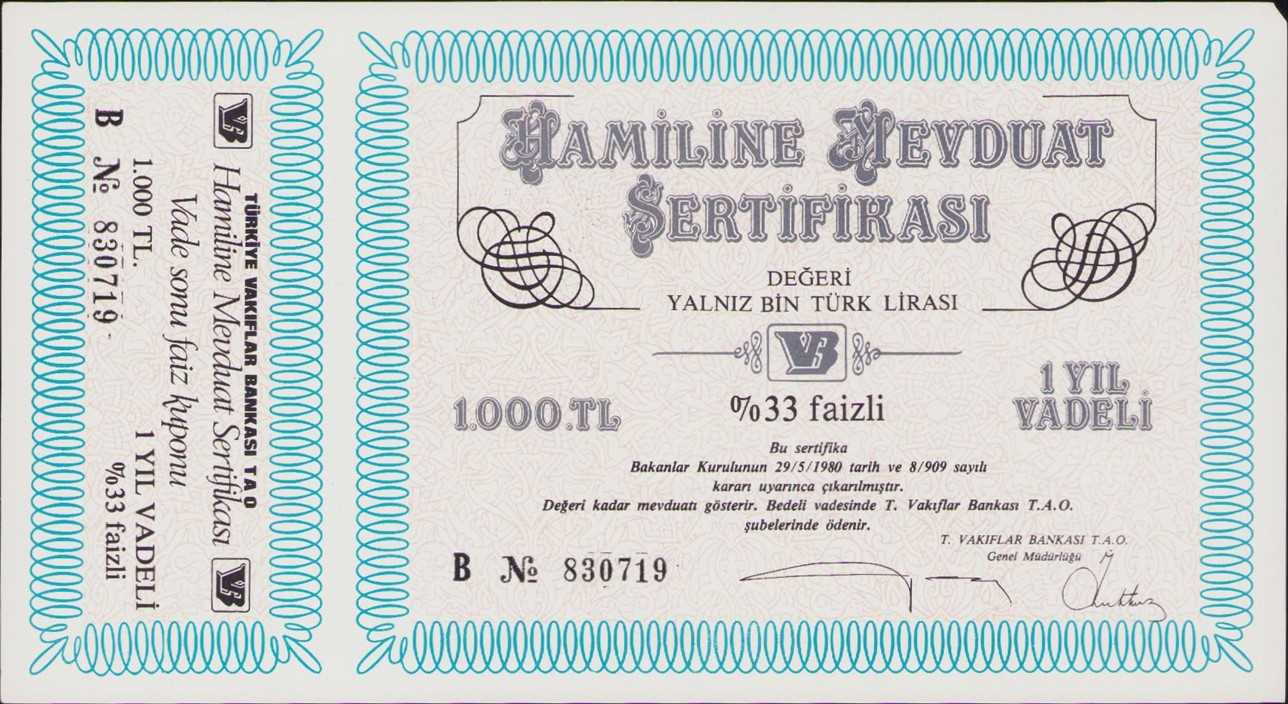 TÜRKİYE VAKIFLAR BANKASI T A O
VB Hamiline Mevduat Sertifikası VB
Vade sonu faiz kuponu
1.000 TL. 1 YIL VADELİ
%33 faizli
B № 830719
HAMİLİNE MEVDUAT
SERTİFİKASI
DEĞERİ
YALNIZ BİN TÜRK LİRASI
VB
1.000.TL
%33 faizli
1 YIL
VADELİ
Bu sertifika
Bakanlar Kurulunun 29/5/1980 tarih ve 8/909 sayılı
kararı uyarınca çıkarılmıştır.
Değeri kadar mevduatı gösterir. Bedeli vadesinde T. Vakıflar Bankası T.A.O.
şubelerinde ödenir.
T. VAKIFLAR BANKASI T.A.O.
Genel Müdürlüğü
B № 830719